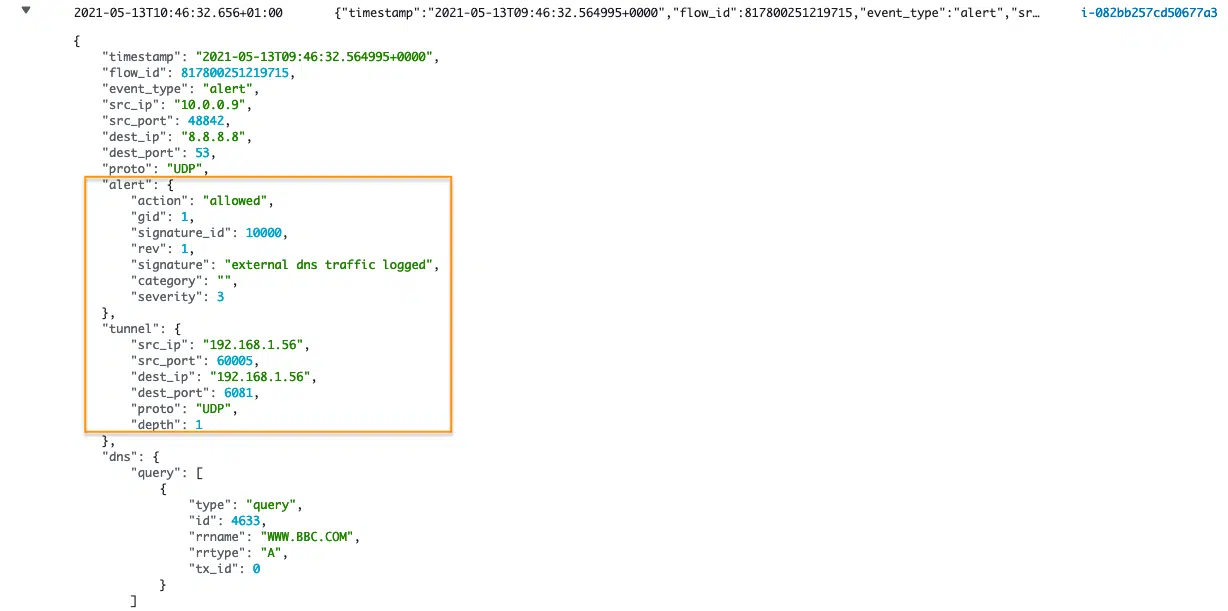 2021-05-13T10:46:32.656+01:00 {"timestamp":"2021-05-13T09:46:32.564995+0000","flow_id":817800251219715,"event_type":"alert","sr… i-082bb257cd50677a3
{
"timestamp": "2021-05-13T09:46:32.564995+0000",
"flow_id": 817800251219715,
"event_type": "alert",
"src_ip": "10.0.0.9",
"src_port": 48842,
"dest_ip": "8.8.8.8",
"dest_port": 53,
"proto": "UDP",
"alert": {
"action": "allowed",
"gid": 1,
"signature_id": 10000,
"rev": 1,
"signature": "external dns traffic logged",
"category": "",
"severity": 3
},
"tunnel": {
"src_ip": "192.168.1.56",
"src_port": 60005,
"dest_ip": "192.168.1.56",
"dest_port": 6081,
"proto": "UDP",
"depth": 1
},
"dns": {
"query": [
{
"type": "query",
"id": 4633,
"rrname": "WWW.BBC.COM",
"rrtype": "A",
"tx_id": 0
}
]